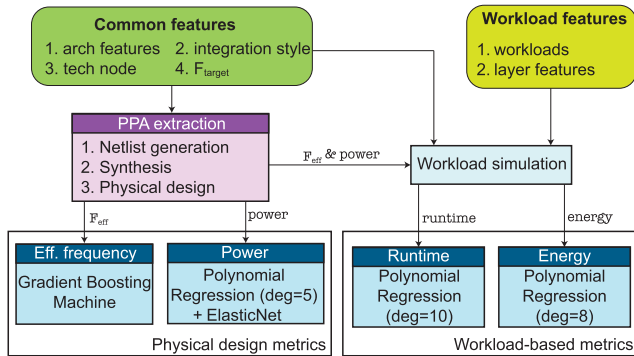 Common features
1. arch features 2. integration style
3. tech node 4. Ftarget
Workload features
1. workloads
2. layer features
PPA extraction
1. Netlist generation
2. Synthesis
3. Physical design
Feff & power
Workload simulation
Feff
power
runtime
energy
Eff. frequency
Gradient Boosting
Machine
Power
Polynomial
Regression (deg=5)
+ ElasticNet
Physical design metrics
Runtime
Polynomial
Regression
(deg=10)
Energy
Polynomial
Regression
(deg=8)
Workload-based metrics